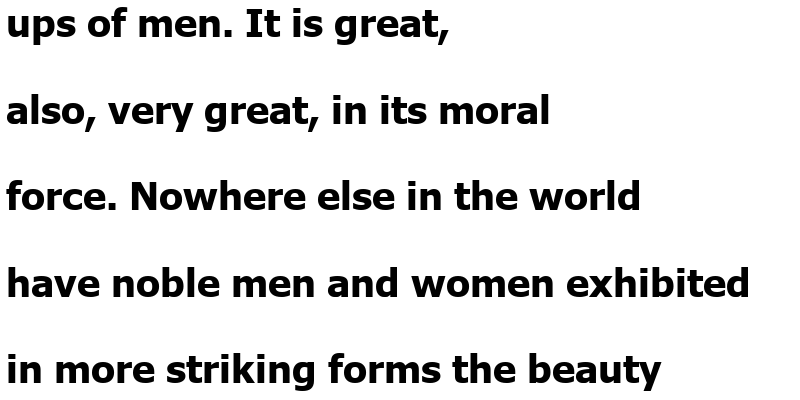 ups of men. It is great,
also, very great, in its moral
force. Nowhere else in the world
have noble men and women exhibited
in more striking forms the beauty